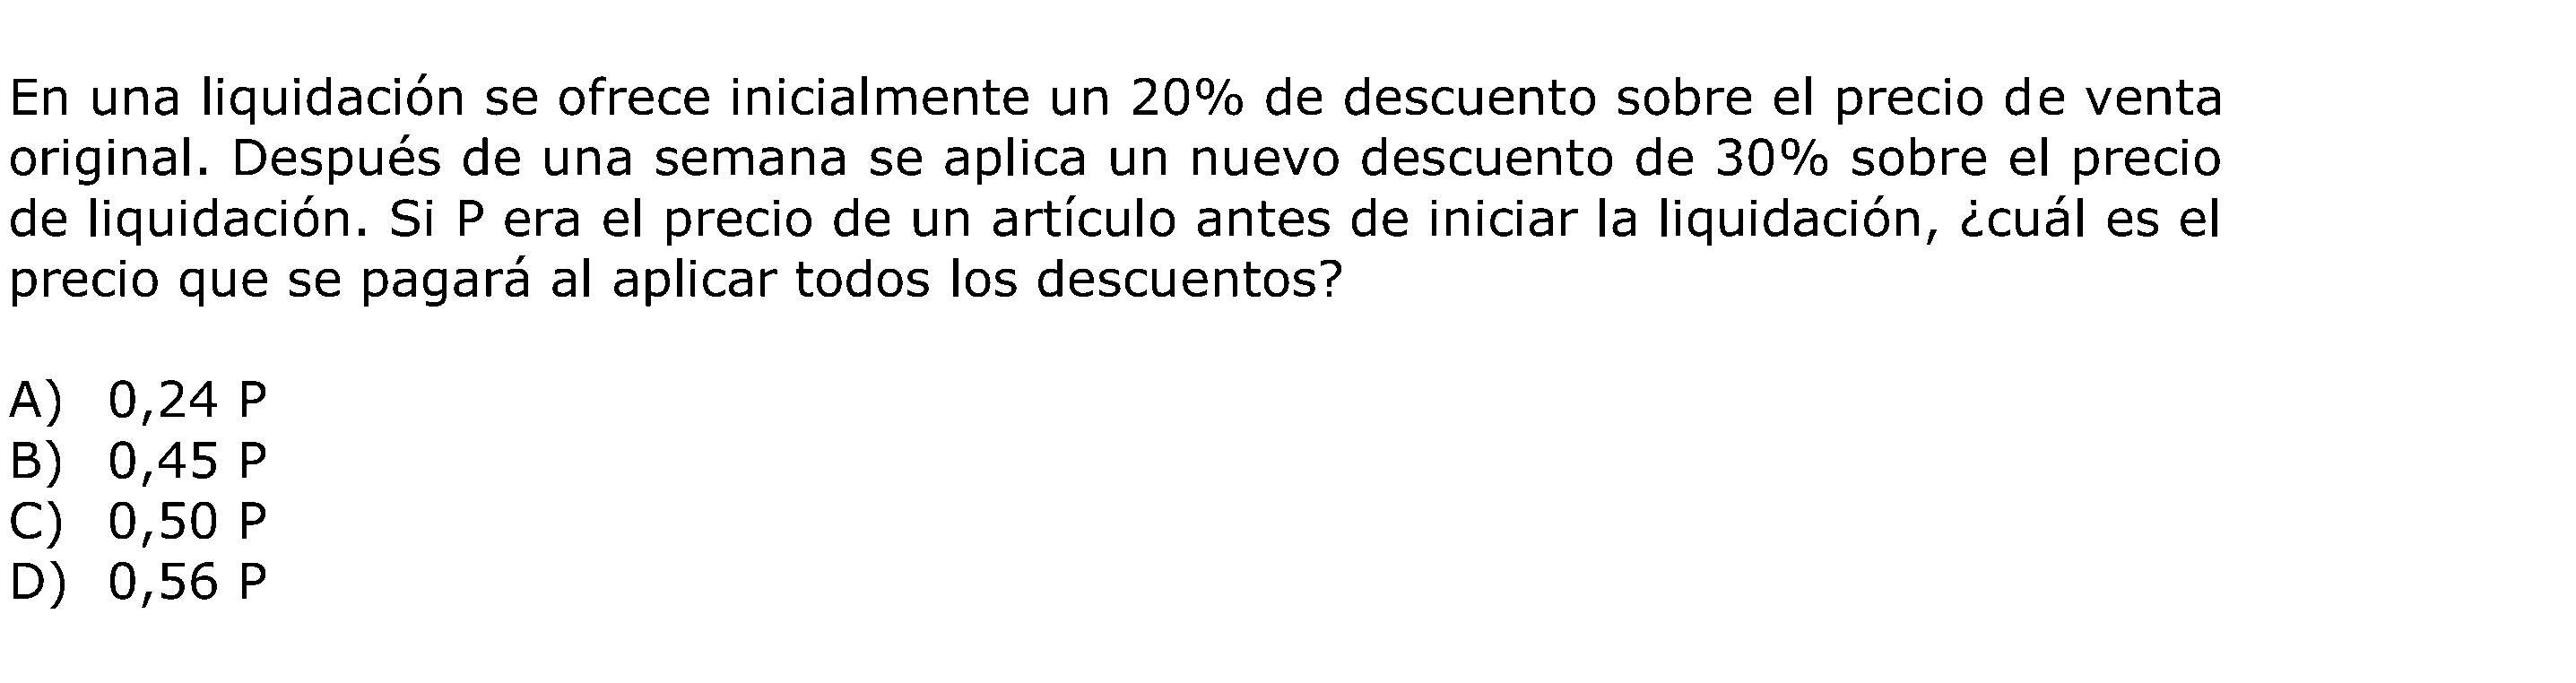 En una liquidación se ofrece inicialmente un 20% de descuento sobre el precio de venta
original. Después de una semana se aplica un nuevo descuento de 30% sobre el precio
de liquidación. Si P era el precio de un artículo antes de iniciar la liquidación, ¿cuál es el
precio que se pagará al aplicar todos los descuentos?
A) 0,24 P
B) 0,45 P
C) 0,50 P
D) 0,56 P